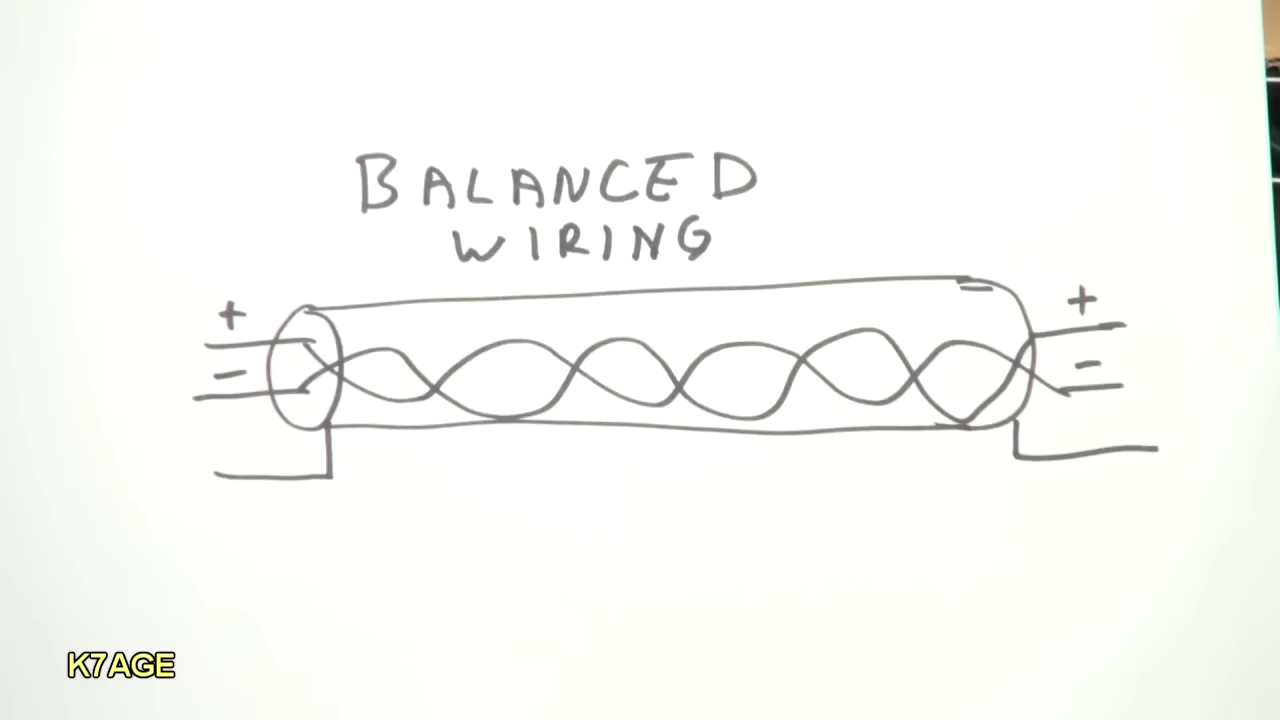 BALANCED
WIRING
+ +
- -
K7AGE